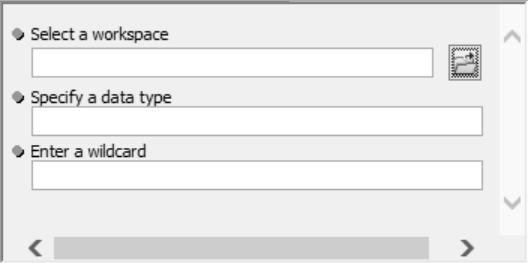 Select a workspace
Specify a data type
Enter a wildcard